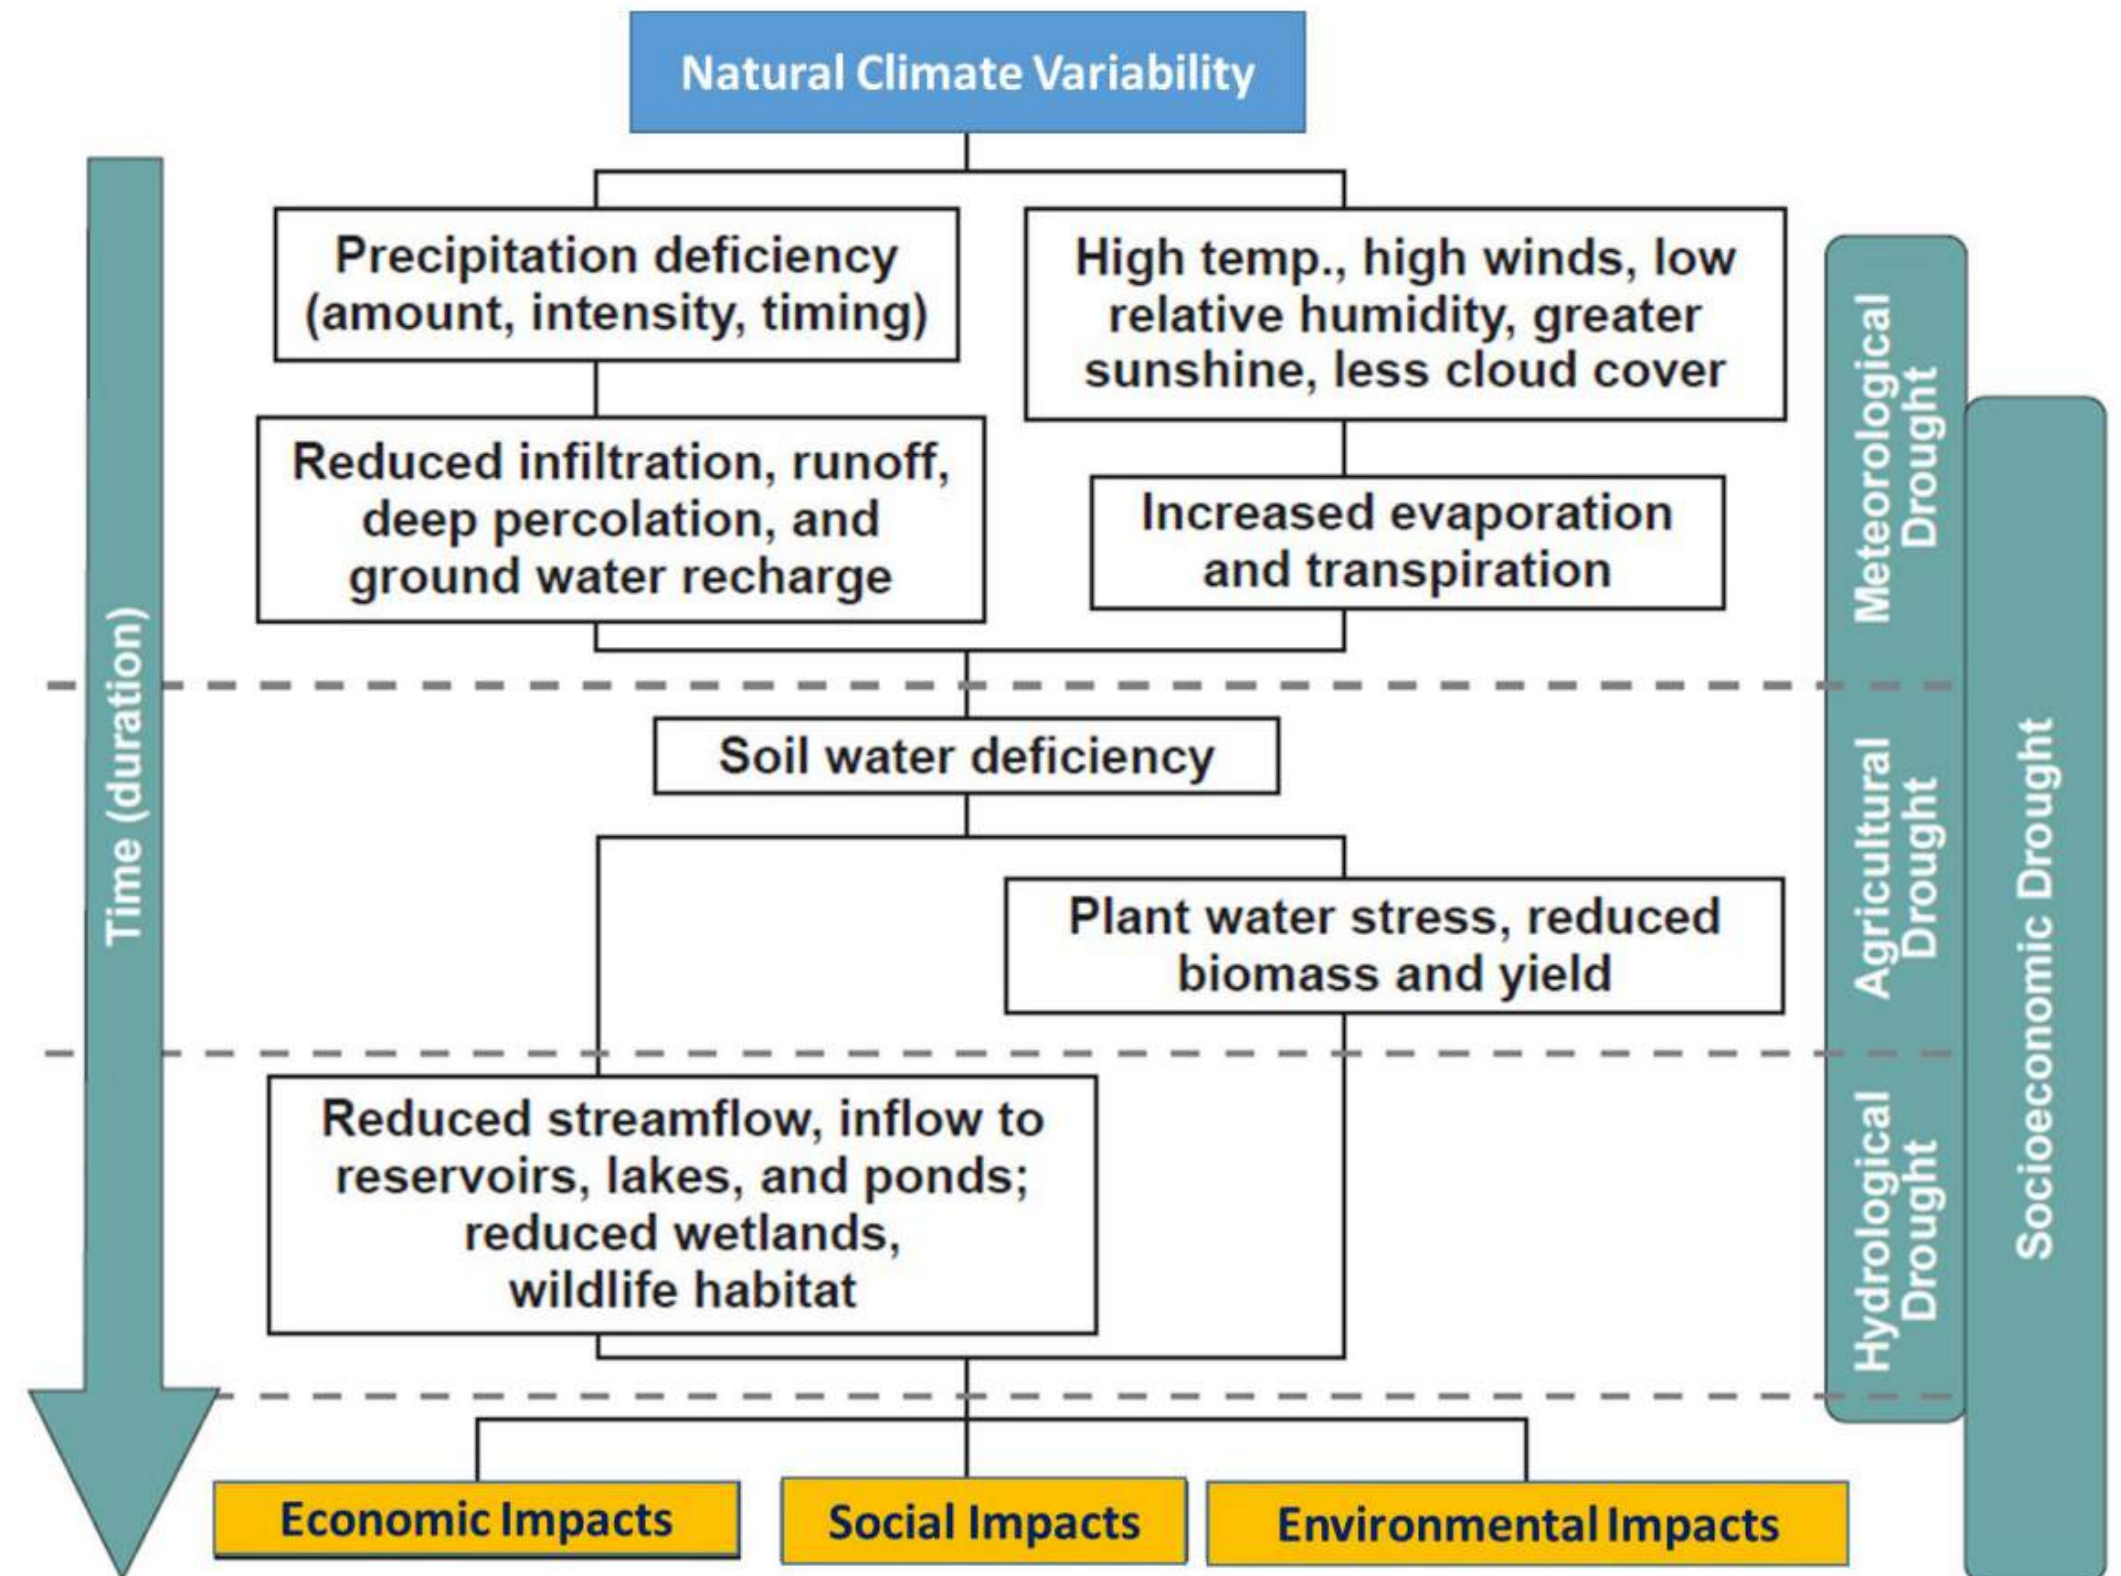 Natural Climate Variability
Precipitation deficiency
(amount, intensity, timing)
High temp., high winds, low
relative humidity, greater
sunshine, less cloud cover
Reduced infiltration, runoff,
deep percolation, and
ground water recharge
Increased evaporation
and transpiration
Soil water deficiency
Plant water stress, reduced
biomass and yield
Reduced streamflow, inflow to
reservoirs, lakes, and ponds;
reduced wetlands,
wildlife habitat
Economic Impacts
Social Impacts
Environmental Impacts
Time (duration)
Meteorological
Drought
Agricultural
Drought
Hydrological
Drought
Socioeconomic Drought